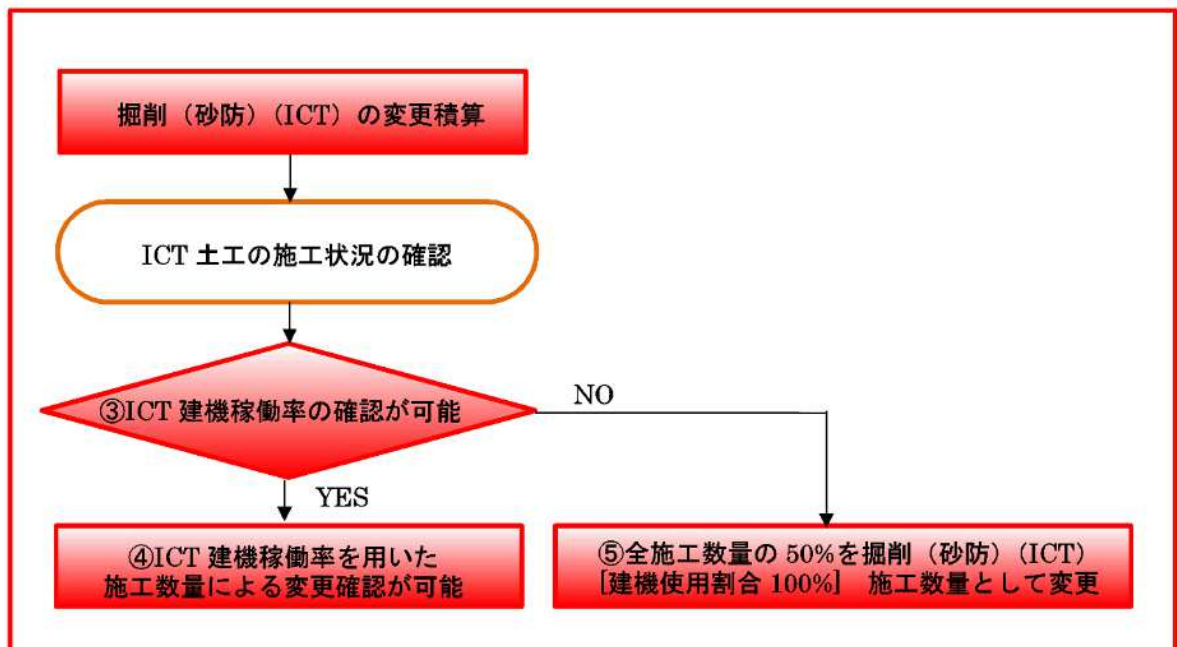 掘削（砂防）(ICT) の変更積算
ICT 土工の施工状況の確認
③ICT 建機稼働率の確認が可能
NO
YES
④ICT 建機稼働率を用いた
施工数量による変更確認が可能
⑤全施工数量の 50%を掘削（砂防）(ICT)
[建機使用割合 100%]　施工数量として変更